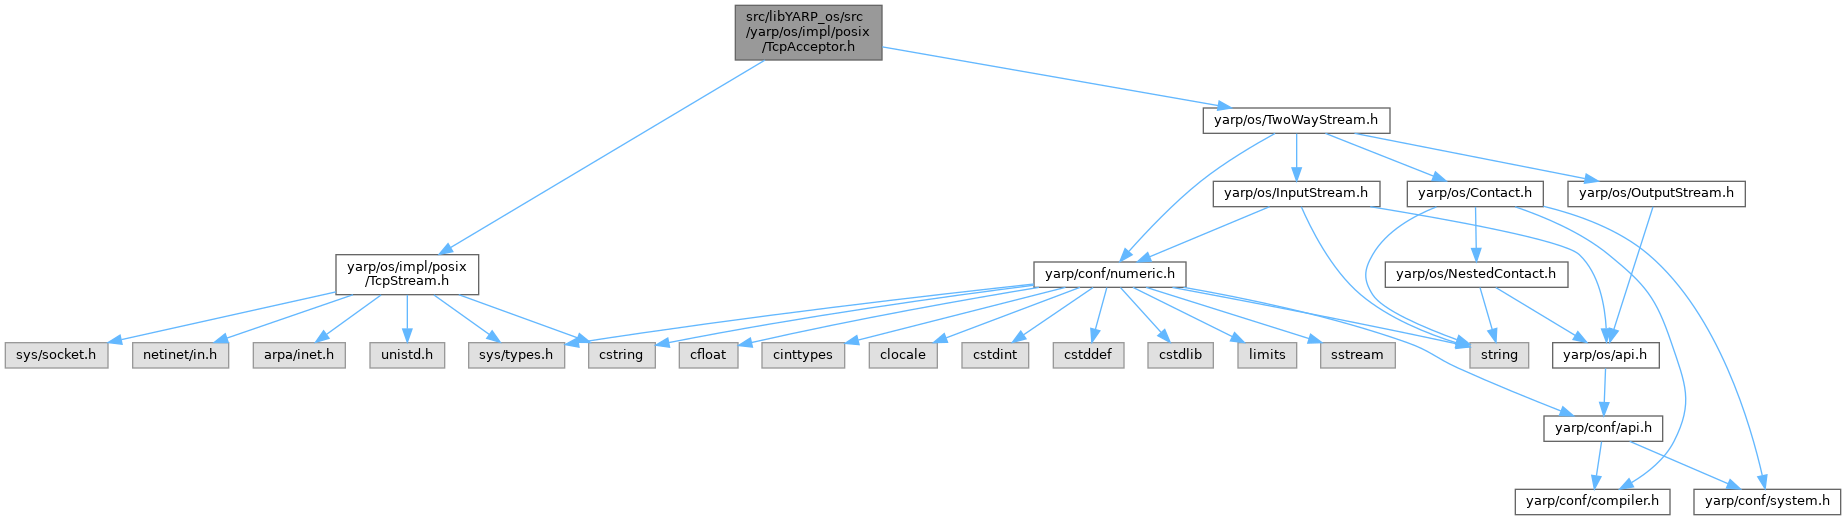 src/libYARP_os/src
/yarp/os/impl/posix
/TcpAcceptor.h
yarp/os/TwoWayStream.h
yarp/os/InputStream.h
yarp/os/Contact.h
yarp/os/OutputStream.h
yarp/os/impl/posix
/TcpStream.h
yarp/conf/numeric.h
yarp/os/NestedContact.h
sys/socket.h
netinet/in.h
arpa/inet.h
unistd.h
sys/types.h
cstring
cfloat
cinttypes
clocale
cstdint
cstddef
cstdlib
limits
sstream
string
yarp/os/api.h
yarp/conf/api.h
yarp/conf/compiler.h
yarp/conf/system.h